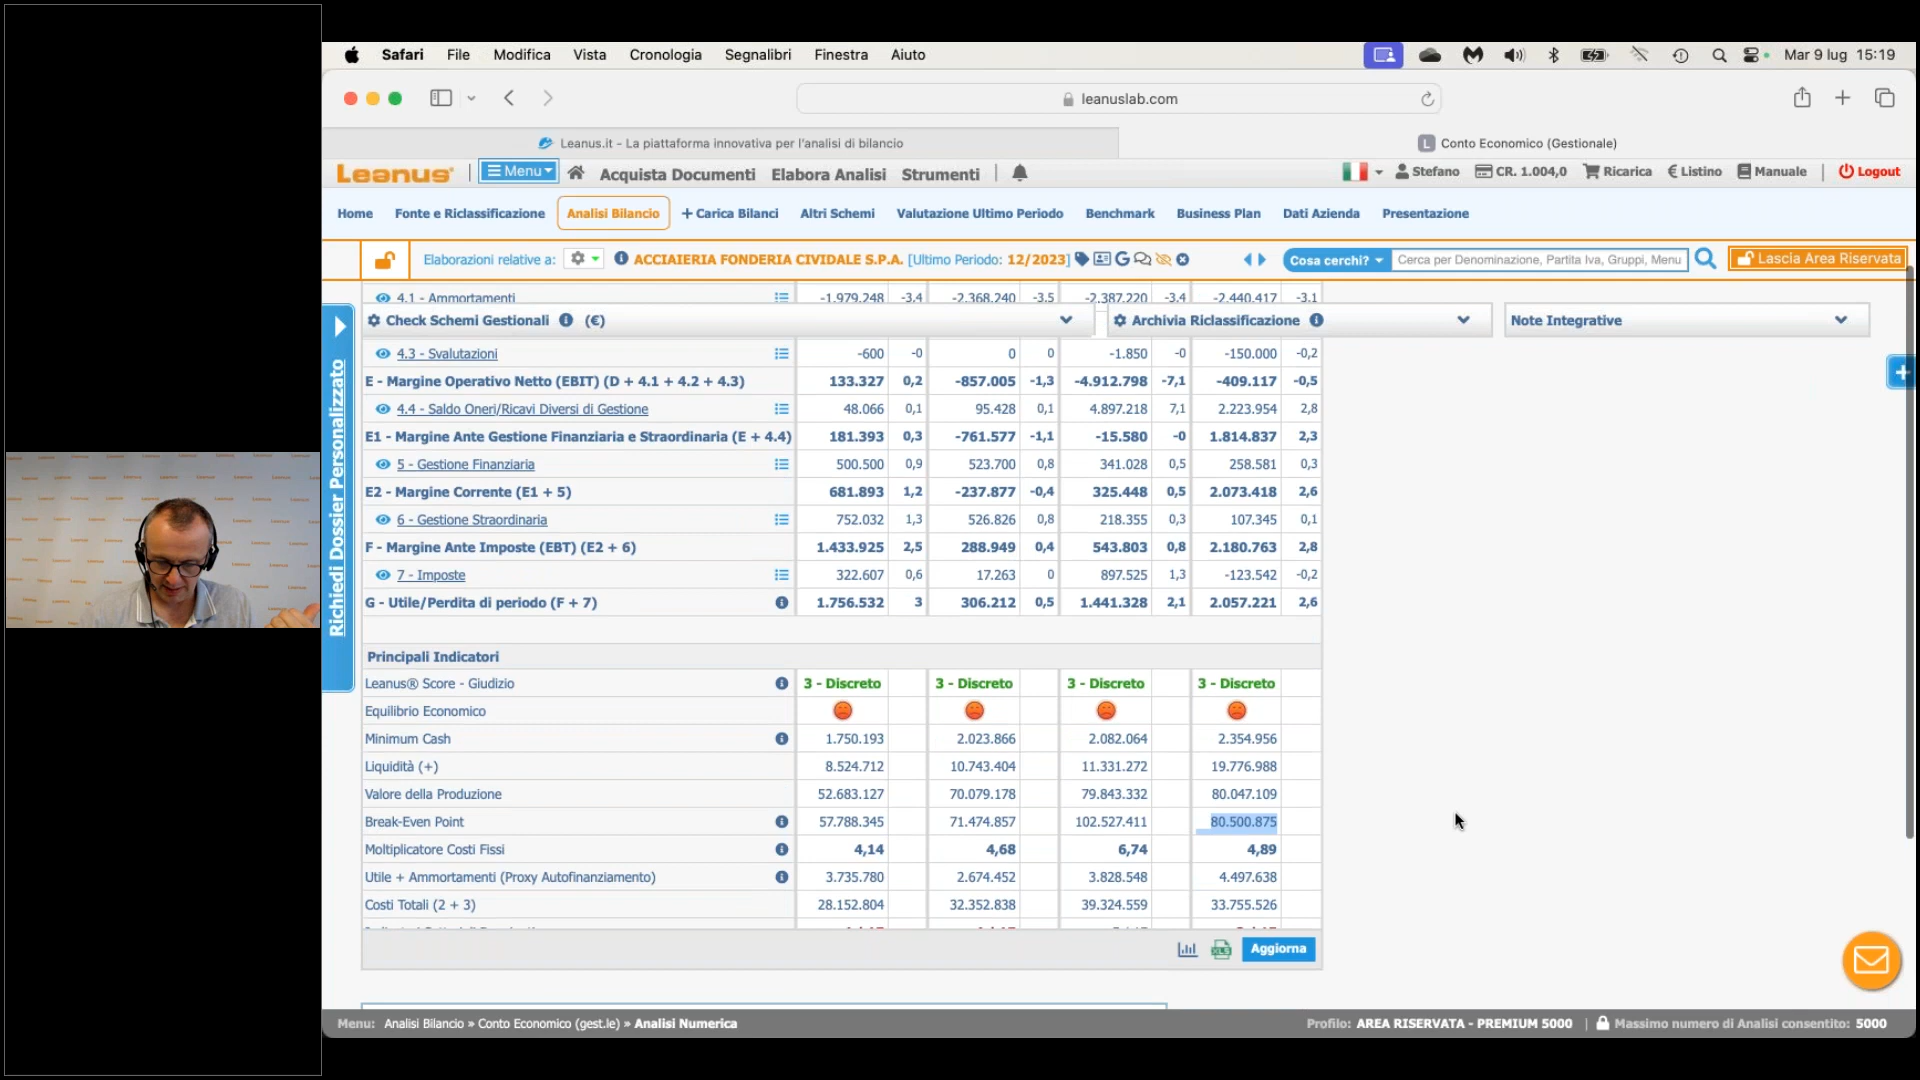 Safari File Modifica Vista Cronologia Segnalibri Finestra Aiuto Mar 9 lug 15:19
leanuslab.com
Leanus.it - La piattaforma innovativa per l'analisi di bilancio L Conto Economico (Gestionale)
Leanus | Menu Acquista Documenti Elabora Analisi Strumenti | Stefano CR. 1.004,0 Ricarica € Listino Manuale | Logout
Home Fonte e Riclassificazione Analisi Bilancio + Carica Bilanci Altri Schemi Valutazione Ultimo Periodo Benchmark Business Plan Dati Azienda Presentazione
Elaborazioni relative a: ACCIAIERIA FONDERIA CIVIDALE S.P.A. [Ultimo Periodo: 12/2023] Cosa cerchi? Cerca per Denominazione, Partita Iva, Gruppi, Menu Lascia Area Riservata
4.1 - Ammortamenti -1.979.248 -3,4 -2.368.240 -3,5 -2.387.220 -3,4 -2.440.417 -3,1
Check Schemi Gestionali (€) Archivia Riclassificazione Note Integrative
4.3 - Svalutazioni -600 -0 0 0 -1.850 -0 -150.000 -0,2
E - Margine Operativo Netto (EBIT) (D + 4.1 + 4.2 + 4.3) 133.327 0,2 -857.005 -1,3 -4.912.798 -7,1 -409.117 -0,5
4.4 - Saldo Oneri/Ricavi Diversi di Gestione 48.066 0,1 95.428 0,1 4.897.218 7,1 2.223.954 2,8
E1 - Margine Ante Gestione Finanziaria e Straordinaria (E + 4.4) 181.393 0,3 -761.577 -1,1 -15.580 -0 1.814.837 2,3
5 - Gestione Finanziaria 500.500 0,9 523.700 0,8 341.028 0,5 258.581 0,3
E2 - Margine Corrente (E1 + 5) 681.893 1,2 -237.877 -0,4 325.448 0,5 2.073.418 2,6
6 - Gestione Straordinaria 752.032 1,3 526.826 0,8 218.355 0,3 107.345 0,1
F - Margine Ante Imposte (EBT) (E2 + 6) 1.433.925 2,5 288.949 0,4 543.803 0,8 2.180.763 2,8
7 - Imposte 322.607 0,6 17.263 0 897.525 1,3 -123.542 -0,2
G - Utile/Perdita di periodo (F + 7) 1.756.532 3 306.212 0,5 1.441.328 2,1 2.057.221 2,6
Richiedi Dossier Personalizzato
Principali Indicatori
Leanus® Score - Giudizio 3 - Discreto 3 - Discreto 3 - Discreto 3 - Discreto
Equilibrio Economico
Minimum Cash 1.750.193 2.023.866 2.082.064 2.354.956
Liquidità (+) 8.524.712 10.743.404 11.331.272 19.776.988
Valore della Produzione 52.683.127 70.079.178 79.843.332 80.047.109
Break-Even Point 57.788.345 71.474.857 102.527.411 80.500.875
Moltiplicatore Costi Fissi 4,14 4,68 6,74 4,89
Utile + Ammortamenti (Proxy Autofinanziamento) 3.735.780 2.674.452 3.828.548 4.497.638
Costi Totali (2 + 3) 28.152.804 32.352.838 39.324.559 33.755.526
XLS Aggiorna
Menu: Analisi Bilancio » Conto Economico (gest.le) » Analisi Numerica Profilo: AREA RISERVATA - PREMIUM 5000 | Massimo numero di Analisi consentito: 5000